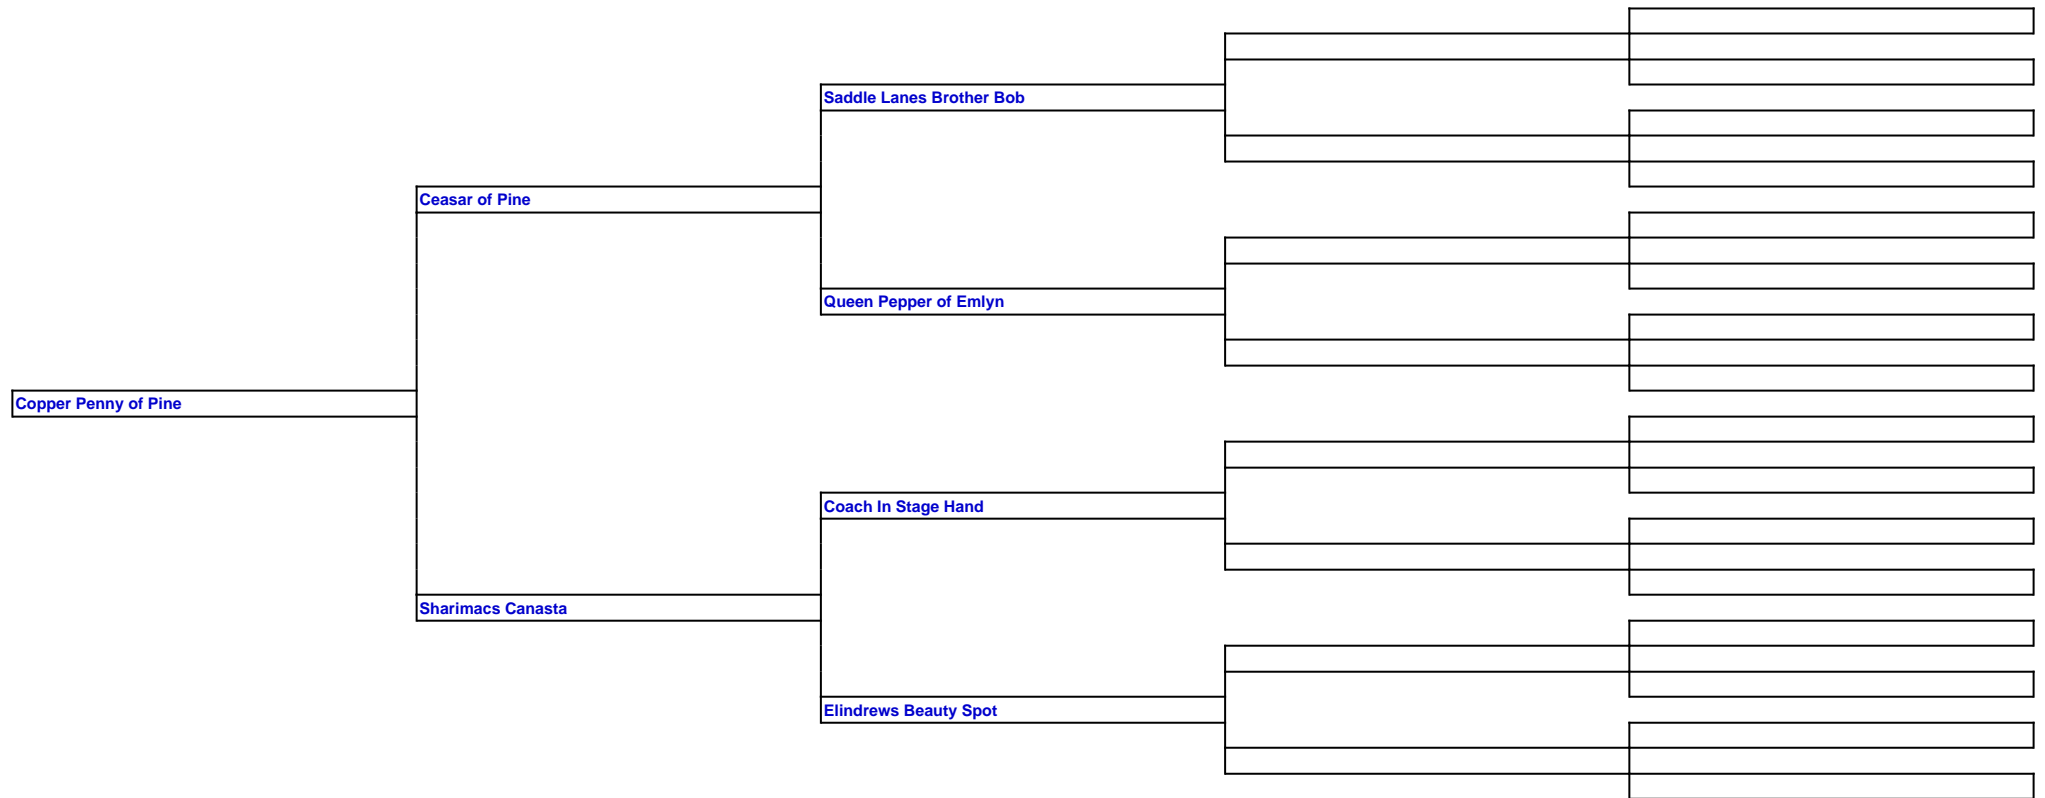 Saddle Lanes Brother Bob
Ceasar of Pine
Queen Pepper of Emlyn
Copper Penny of Pine
Coach In Stage Hand
Sharimacs Canasta
Elindrews Beauty Spot